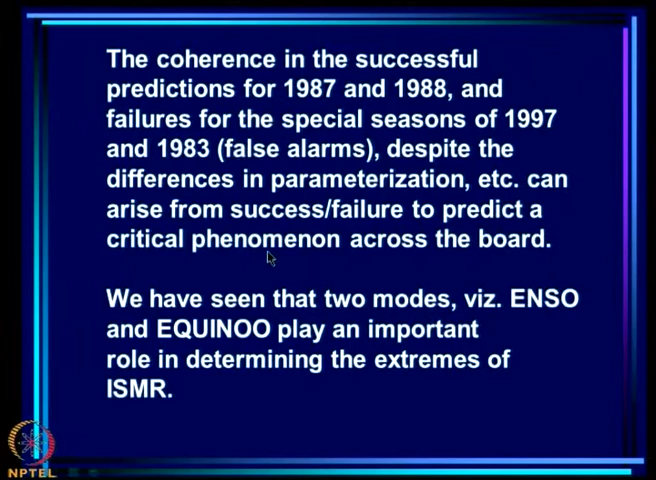 The coherence in the successful
predictions for 1987 and 1988, and
failures for the special seasons of 1997
and 1983 (false alarms), despite the
differences in parameterization, etc. can
arise from success/failure to predict a
critical phenomenon across the board.
We have seen that two modes, viz. ENSO
and EQUINOO play an important
role in determining the extremes of
ISMR.
NPTEL